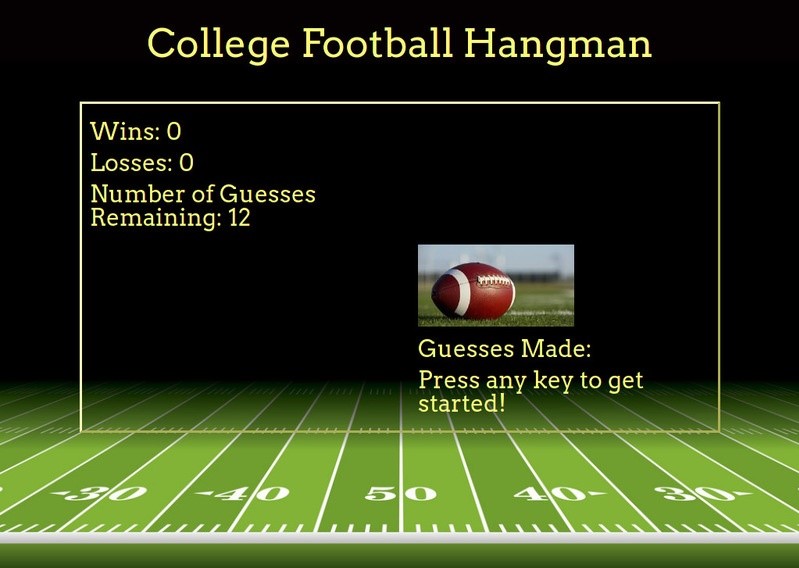 College Football Hangman
Wins: 0
Losses: 0
Number of Guesses
Remaining: 12
Guesses Made:
Press any key to get
started!
30 40 50 40 30